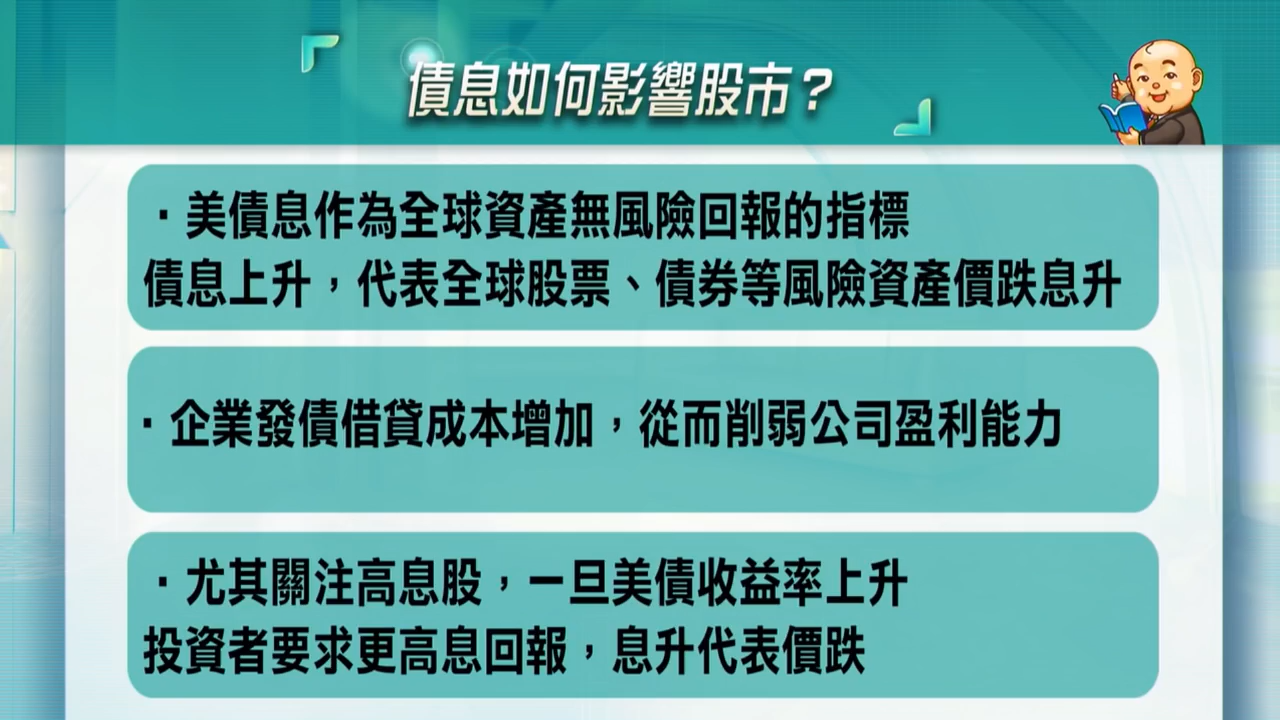 債息如何影響股市？
·美債息作為全球資產無風險回報的指標
債息上升，代表全球股票、債券等風險資產價跌息升
·企業發債借貸成本增加，從而削弱公司盈利能力
·尤其關注高息股，一旦美債收益率上升
投資者要求更高息回報，息升代表價跌